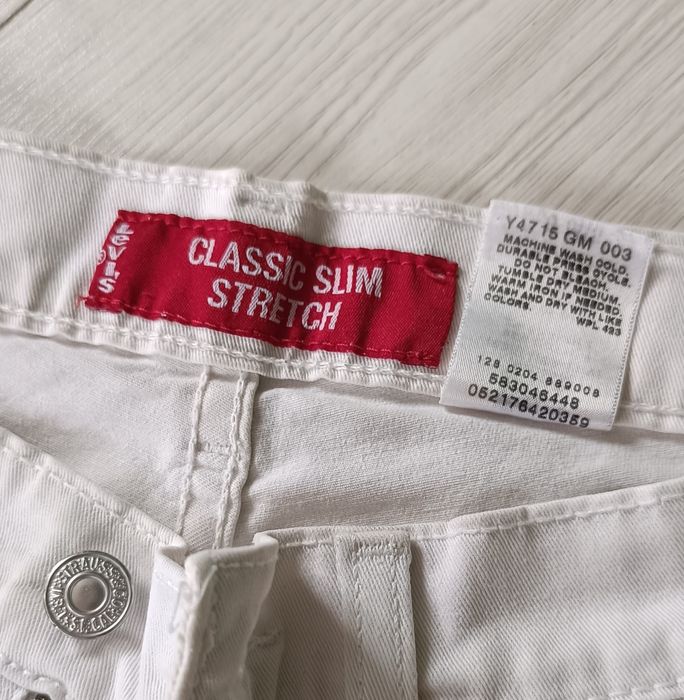 LEVI'S
®
CLASSIC SLIM
STRETCH
Y4715 GM 003
MACHINE WASH COLD,
DURABLE PRESS CYCLE.
DO NOT BLEACH.
TUMBLE DRY MEDIUM
WARM IRON IF NEEDED.
WASH AND DRY WITH LIKE
COLORS.
WPL 423
128 0204 889008
583046448
052176420359
LEVI STRAUSS & CO
S.F. CAL